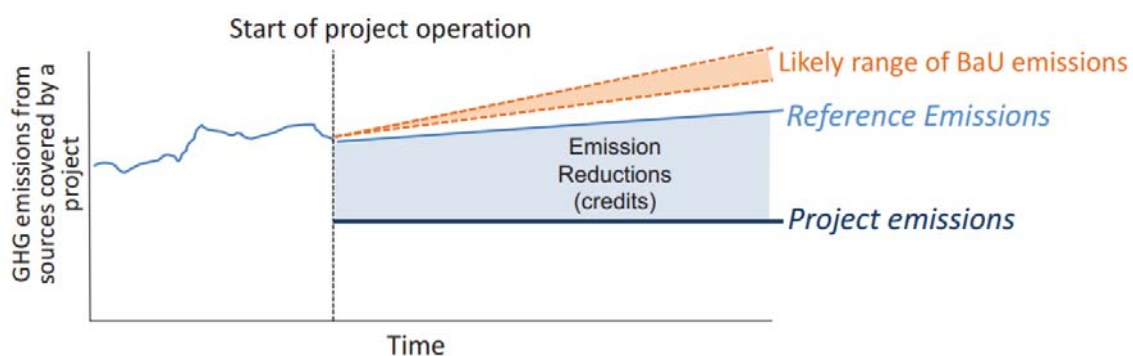 Start of project operation
GHG emissions from
sources covered by a
project
Likely range of BaU emissions
Reference Emissions
Emission
Reductions
(credits)
Project emissions
Time